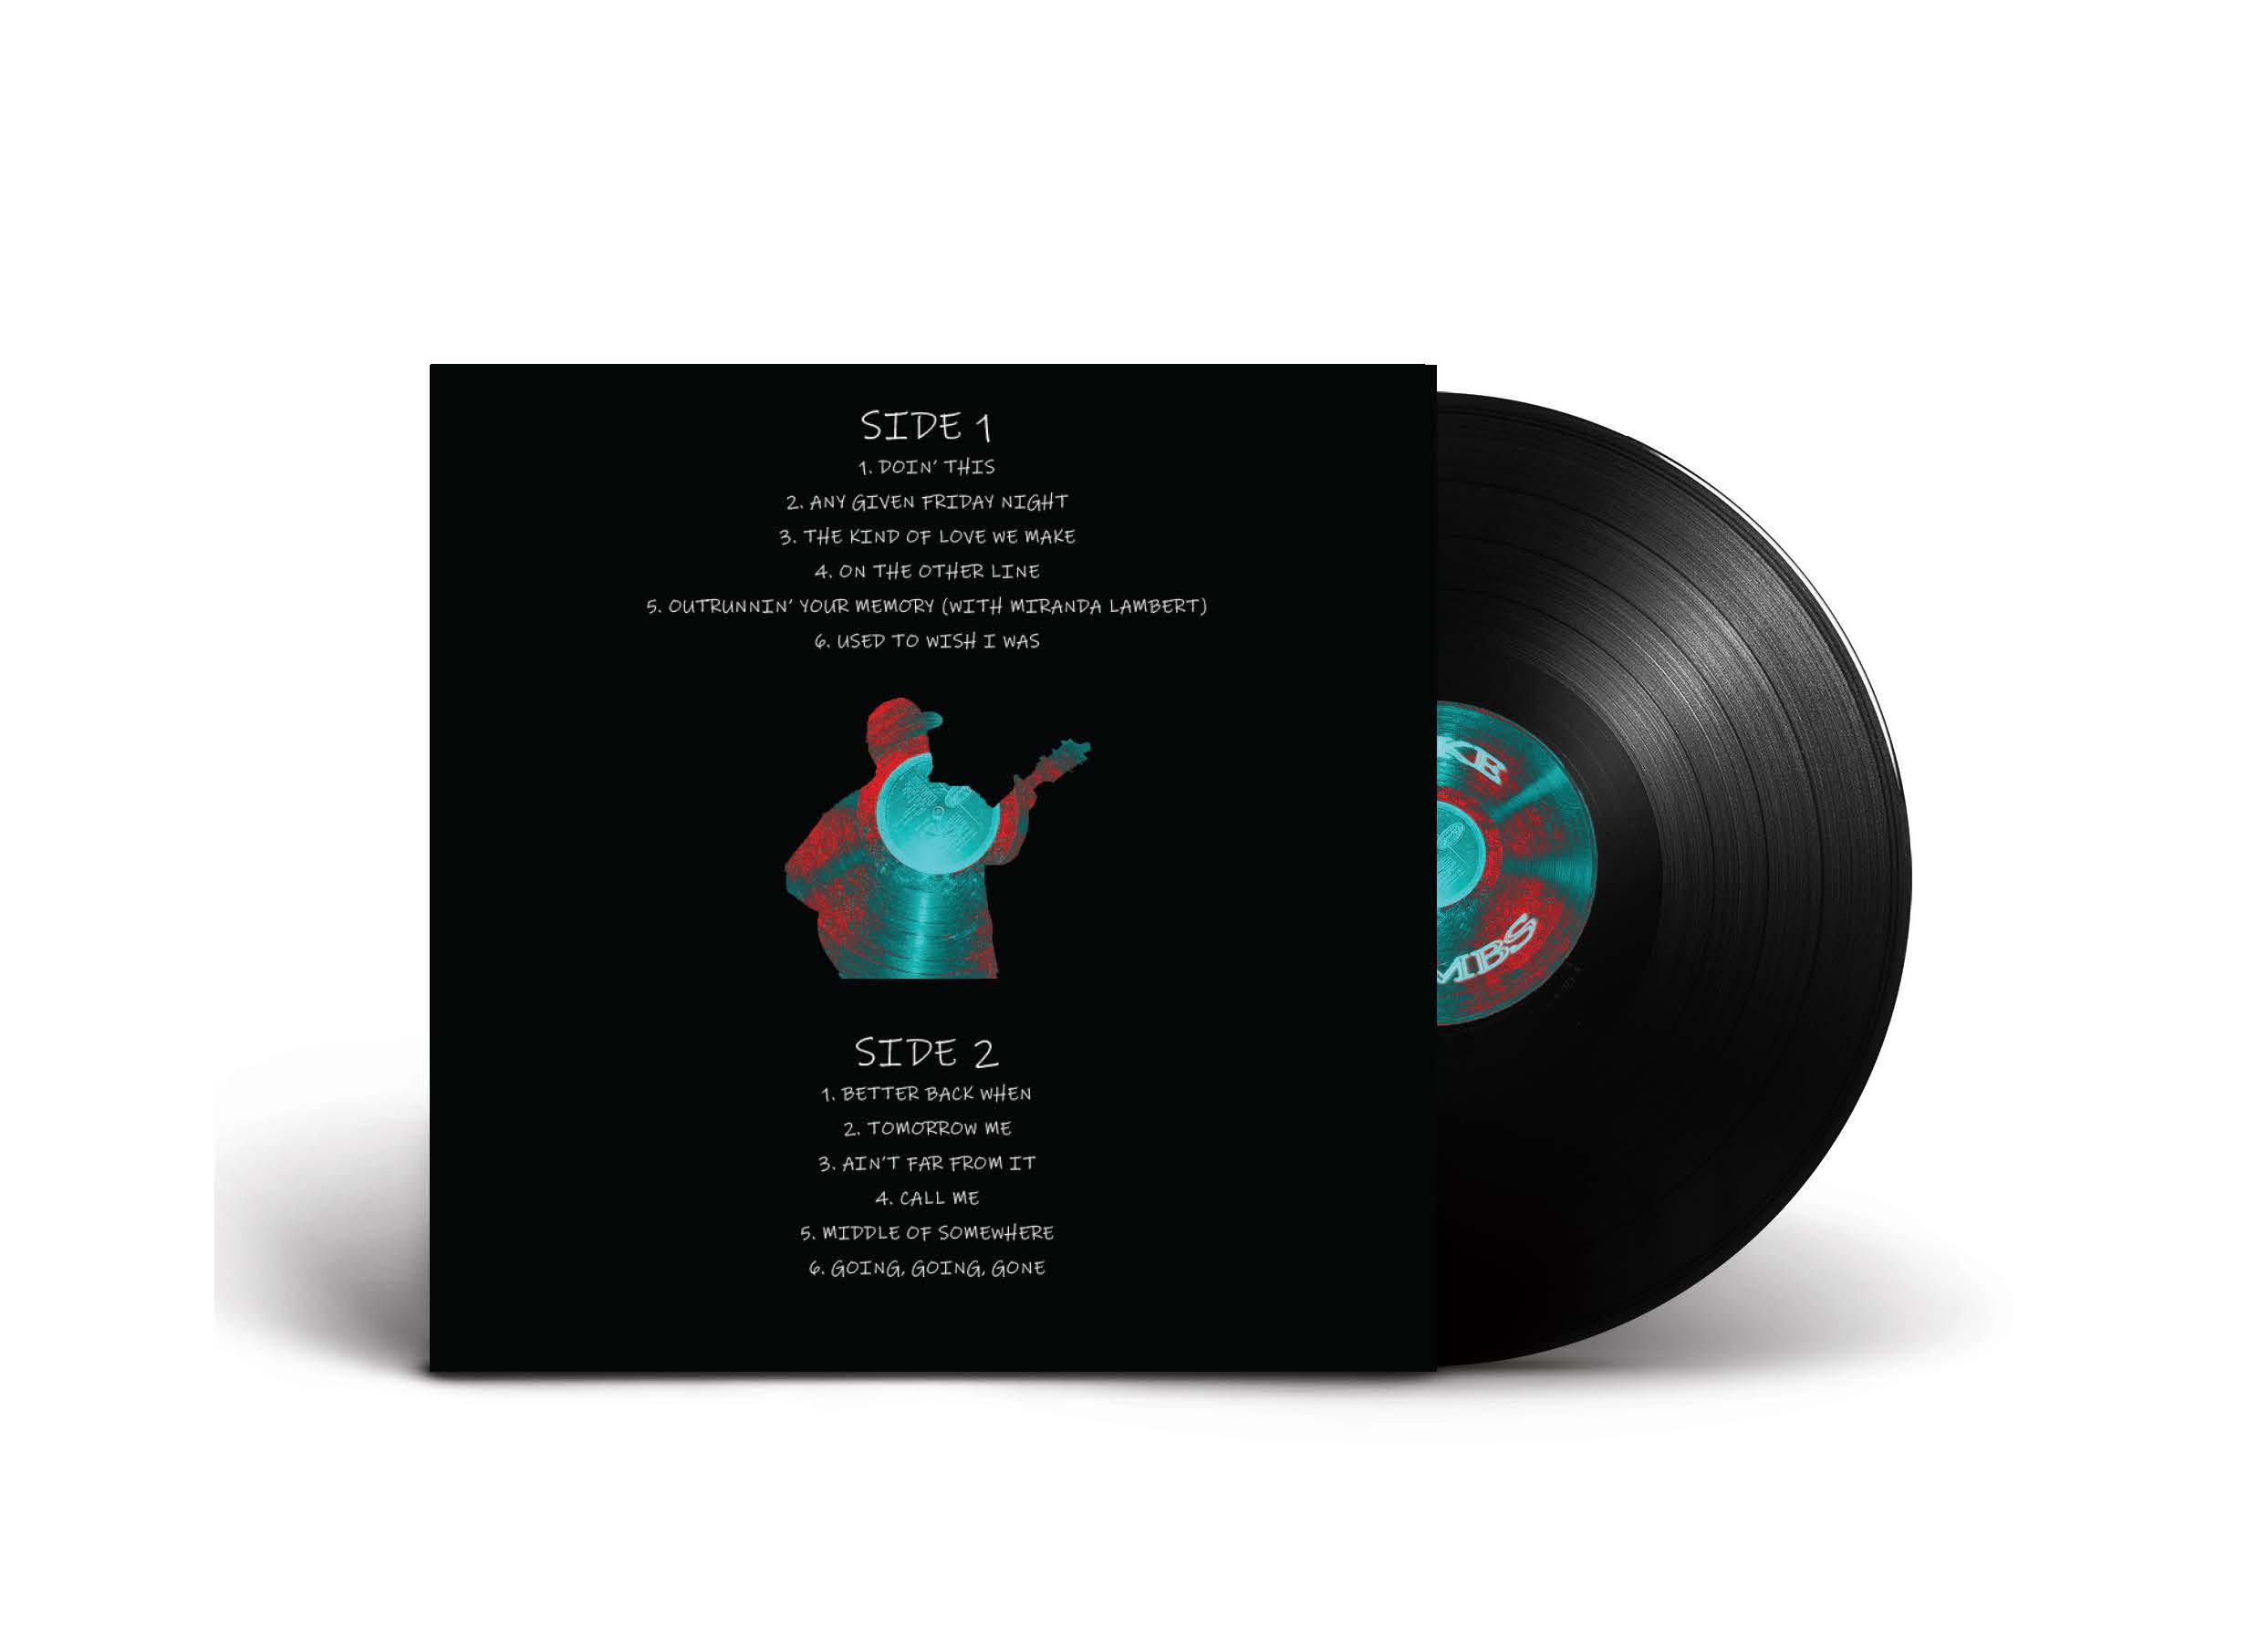 SIDE 1
1. DOIN' THIS
2. ANY GIVEN FRIDAY NIGHT
3. THE KIND OF LOVE WE MAKE
4. ON THE OTHER LINE
5. OUTRUNNIN' YOUR MEMORY (WITH MIRANDA LAMBERT)
6. USED TO WISH I WAS
KB
MBS
SIDE 2
1. BETTER BACK WHEN
2. TOMORROW ME
3. AIN'T FAR FROM IT
4. CALL ME
5. MIDDLE OF SOMEWHERE
6. GOING, GOING, GONE